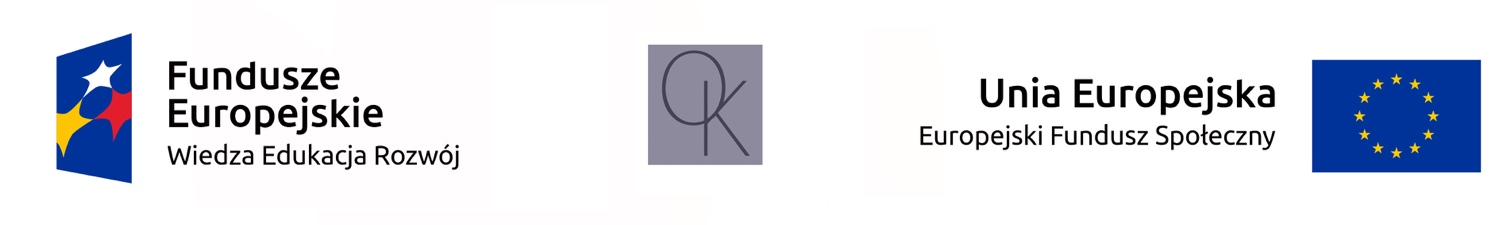 Fundusze
Europejskie
Wiedza Edukacja Rozwój
OK
Unia Europejska
Europejski Fundusz Społeczny